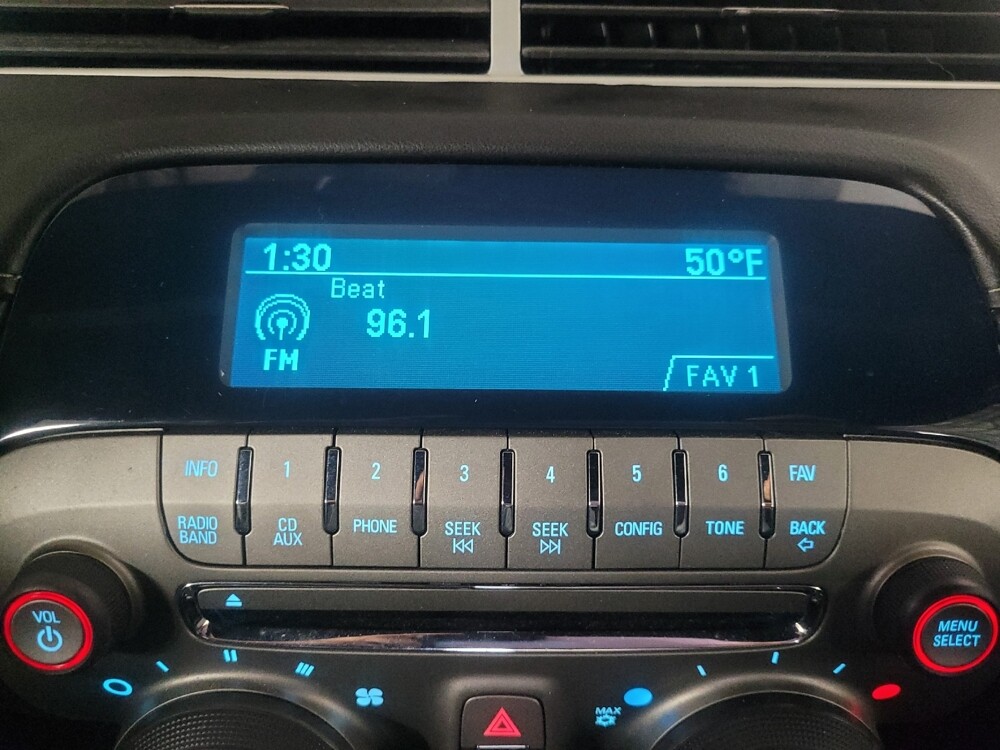 1:30 50°F
Beat
96.1
FM
FAV 1
INFO 1 2 3 4 5 6 FAV
RADIO BAND CD AUX PHONE SEEK SEEK CONFIG TONE BACK
VOL
MENU
SELECT
MAX